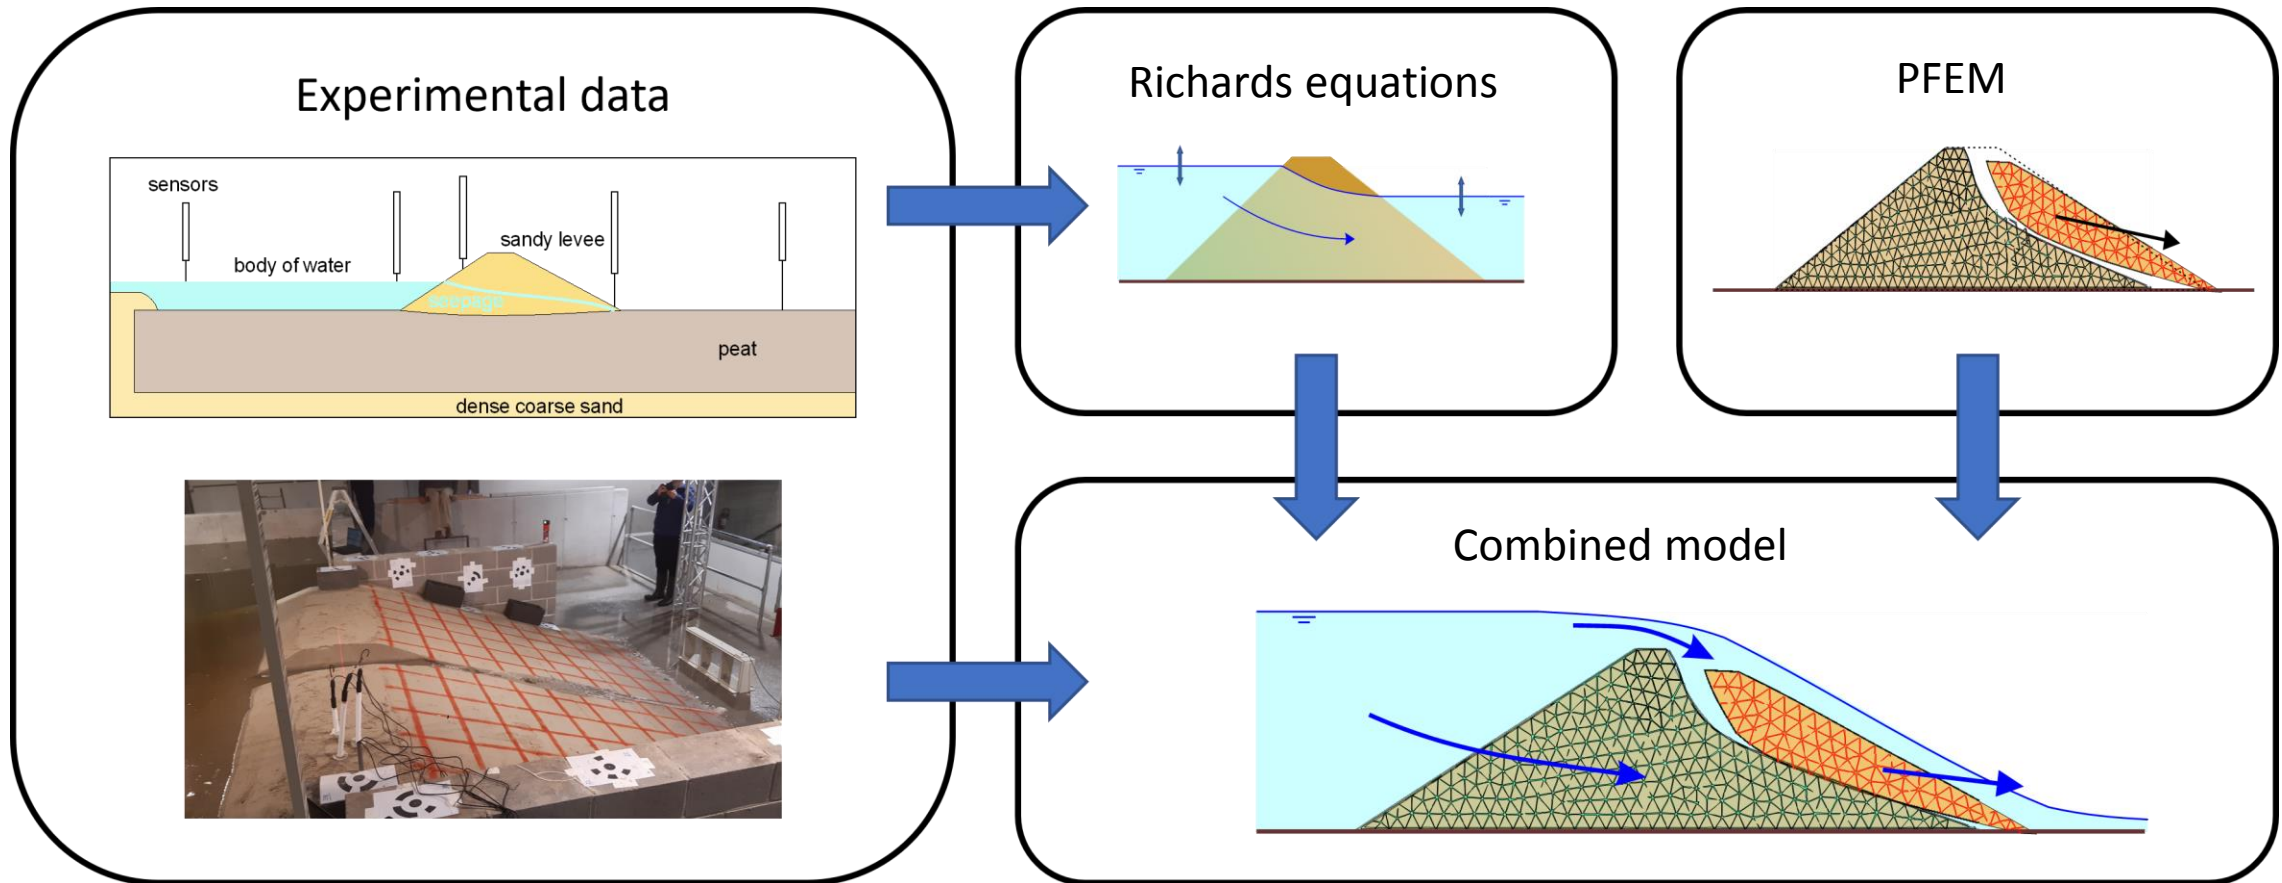 Experimental data
sensors
sandy levee
body of water
seepage
peat
dense coarse sand
Richards equations
PFEM
Combined model